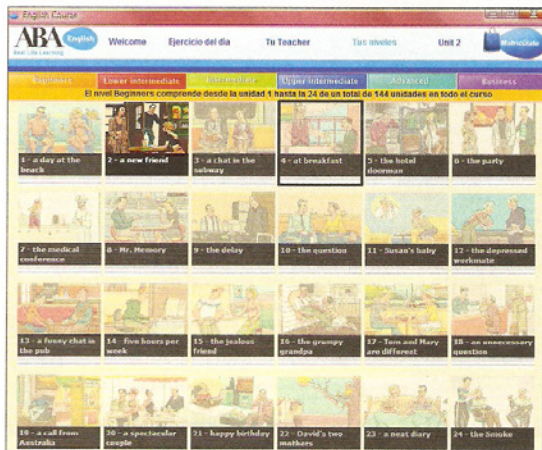 English Course
ABA English
Real Life Learning
Welcome
Ejercicio del dia
Tu Teacher
Tus niveles
Unit 2
Matricúlate
Beginners
Lower intermediate
Intermediate
Upper intermediate
Advanced
Business
El nivel Beginners comprende desde la unidad 1 hasta la 24 de un total de 144 unidades en todo el curso
1 - a day at the
beach
2 - a new friend
3 - a chat in the
subway
4 - at breakfast
5 - the hotel
doorman
6 - the party
7 - the medical
conference
8 - Mr. Memory
9 - the delay
10 - the question
11 - Susan's baby
12 - the depressed
workmate
13 - a funny chat in
the pub
14 - five hours per
week
15 - the jealous
friend
16 - the grumpy
grandpa
17 - Tom and Mary
are different
18 - an unnecessary
question
19 - a call from
Australia
20 - a spectacular
couple
21 - happy birthday
22 - David's two
mothers
23 - a neat diary
24 - the Smoke